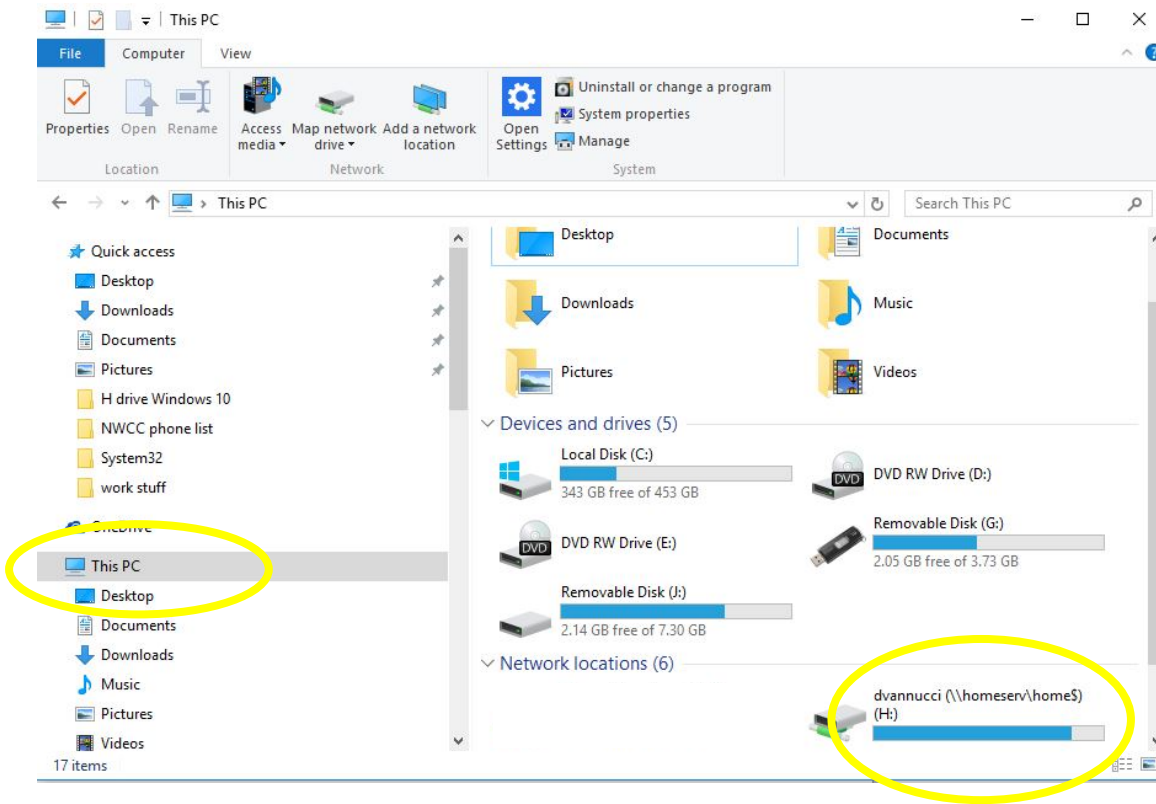 This PC
File Computer View
Properties Open Rename Access media Map network drive Add a network location Open Settings Uninstall or change a program
System properties
Manage
Location Network System
This PC Search This PC
Quick access
Desktop
Downloads
Documents
Pictures
H drive Windows 10
NWCC phone list
System32
work stuff
OneDrive
This PC
Desktop
Documents
Downloads
Music
Pictures
Videos
Desktop Documents
Downloads Music
Pictures Videos
Devices and drives (5)
Local Disk (C:)
343 GB free of 453 GB
DVD
DVD RW Drive (D:)
DVD
DVD RW Drive (E:)
Removable Disk (G:)
2.05 GB free of 3.73 GB
Removable Disk (J:)
2.14 GB free of 7.30 GB
Network locations (6)
dvannucci (\\homeserv\home$)
(H:)
17 items